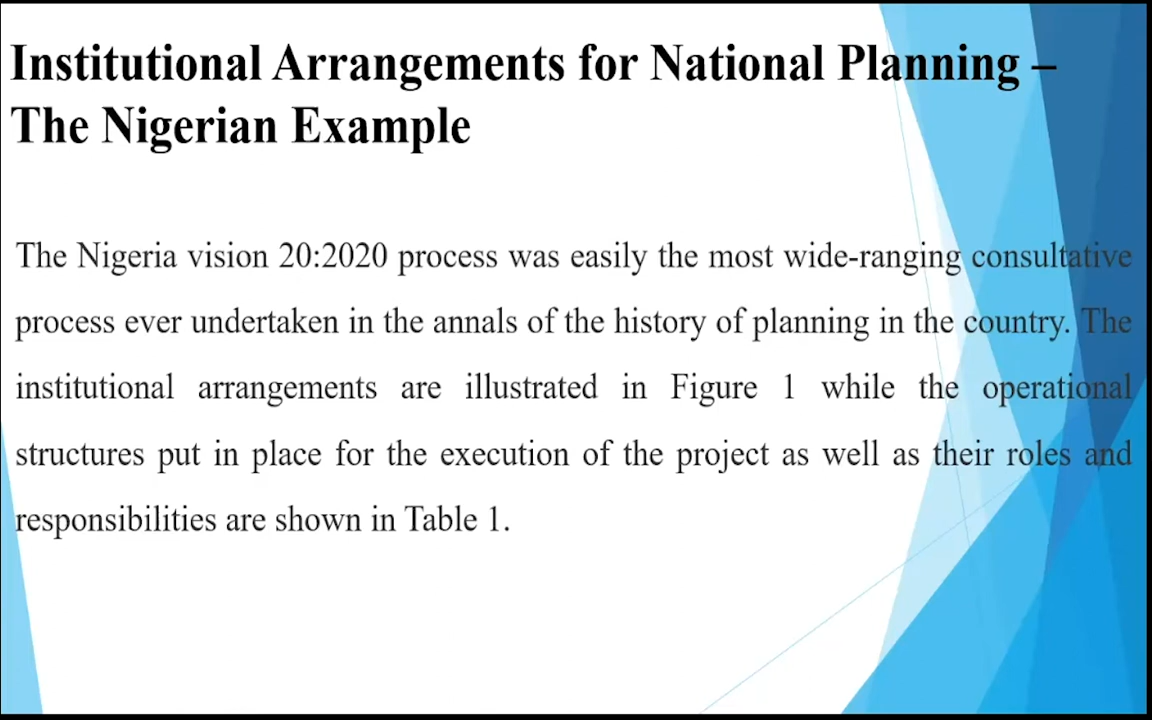 Institutional Arrangements for National Planning –
The Nigerian Example
The Nigeria vision 20:2020 process was easily the most wide-ranging consultative
process ever undertaken in the annals of the history of planning in the country. The
institutional arrangements are illustrated in Figure 1 while the operational
structures put in place for the execution of the project as well as their roles and
responsibilities are shown in Table 1.